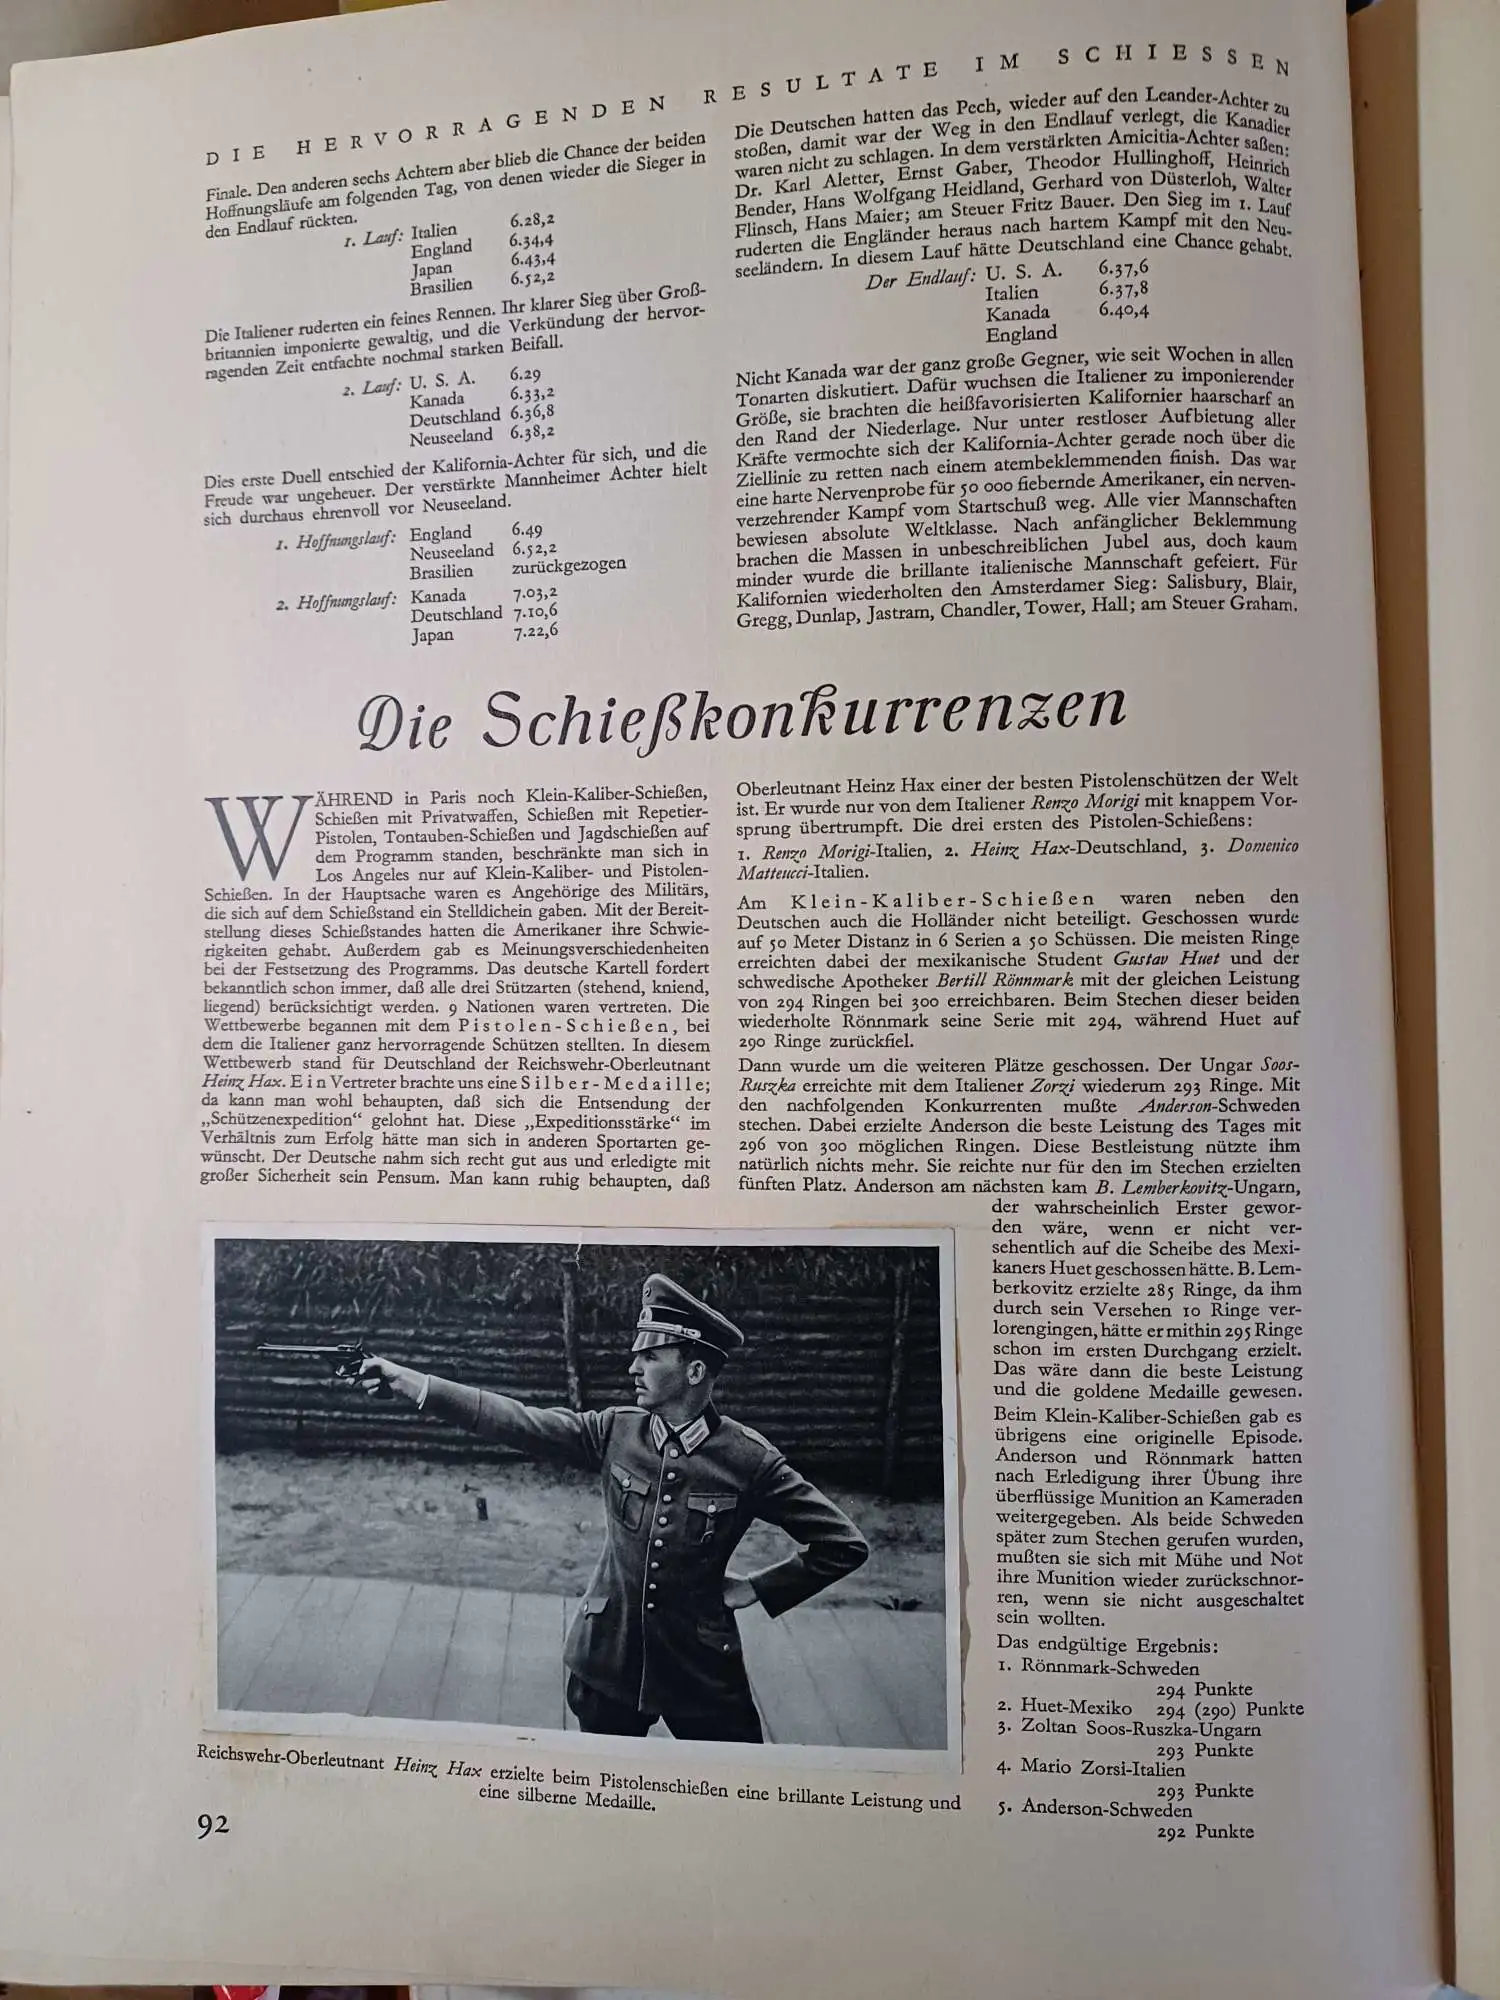 DIE HERVORRAGENDEN RESULTATE IM SCHIESSEN
Finale. Den anderen sechs Achtern aber blieb die Chance der beiden
Hoffnungsläufe am folgenden Tag, von denen wieder die Sieger in
den Endlauf rückten.
1. Lauf: Italien 6.28,2
England 6.34,4
Japan 6.43,4
Brasilien 6.52,2
Die Italiener ruderten ein feines Rennen. Ihr klarer Sieg über Groß-
britannien imponierte gewaltig, und die Verkündung der hervor-
ragenden Zeit entfachte nochmal starken Beifall.
2. Lauf: U. S. A. 6.29
Kanada 6.33,2
Deutschland 6.36,8
Neuseeland 6.38,2
Dies erste Duell entschied der Kalifornia-Achter für sich, und die
Freude war ungeheuer. Der verstärkte Mannheimer Achter hielt
sich durchaus ehrenvoll vor Neuseeland.
1. Hoffnungslauf: England 6.49
Neuseeland 6.52,2
Brasilien zurückgezogen
2. Hoffnungslauf: Kanada 7.03,2
Deutschland 7.10,6
Japan 7.22,6
Die Deutschen hatten das Pech, wieder auf den Leander-Achter zu
stoßen, damit war der Weg in den Endlauf verlegt, die Kanadier
waren nicht zu schlagen. In dem verstärkten Amicitia-Achter saßen:
Dr. Karl Aletter, Ernst Gaber, Theodor Hullinghoff, Heinrich
Bender, Hans Wolfgang Heidland, Gerhard von Düsterloh, Walter
Flinsch, Hans Maier; am Steuer Fritz Bauer. Den Sieg im 1. Lauf
ruderten die Engländer heraus nach hartem Kampf mit den Neu-
seeländern. In diesem Lauf hätte Deutschland eine Chance gehabt.
Der Endlauf: U. S. A. 6.37,6
Italien 6.37,8
Kanada 6.40,4
England
Nicht Kanada war der ganz große Gegner, wie seit Wochen in allen
Tonarten diskutiert. Dafür wuchsen die Italiener zu imponierender
Größe, sie brachten die heißfavorisierten Kalifornier haarscharf an
den Rand der Niederlage. Nur unter restloser Aufbietung aller
Kräfte vermochte sich der Kalifornia-Achter gerade noch über die
Ziellinie zu retten nach einem atembeklemmenden finish. Das war
eine harte Nervenprobe für 50 000 fiebernde Amerikaner, ein nerven-
verzehrender Kampf vom Startschuß weg. Alle vier Mannschaften
bewiesen absolute Weltklasse. Nach anfänglicher Beklemmung
brachen die Massen in unbeschreiblichen Jubel aus, doch kaum
minder wurde die brillante italienische Mannschaft gefeiert. Für
Kalifornien wiederholten den Amsterdamer Sieg: Salisbury, Blair,
Gregg, Dunlap, Jastram, Chandler, Tower, Hall; am Steuer Graham.
Die Schießkonkurrenzen
WÄHREND in Paris noch Klein-Kaliber-Schießen,
Schießen mit Privatwaffen, Schießen mit Repetier-
Pistolen, Tontauben-Schießen und Jagdschießen auf
dem Programm standen, beschränkte man sich in
Los Angeles nur auf Klein-Kaliber- und Pistolen-
Schießen. In der Hauptsache waren es Angehörige des Militärs,
die sich auf dem Schießstand ein Stelldichein gaben. Mit der Bereit-
stellung dieses Schießstandes hatten die Amerikaner ihre Schwie-
rigkeiten gehabt. Außerdem gab es Meinungsverschiedenheiten
bei der Festsetzung des Programms. Das deutsche Kartell fordert
bekanntlich schon immer, daß alle drei Stützarten (stehend, kniend,
liegend) berücksichtigt werden. 9 Nationen waren vertreten. Die
Wettbewerbe begannen mit dem Pistolen-Schießen, bei
dem die Italiener ganz hervorragende Schützen stellten. In diesem
Wettbewerb stand für Deutschland der Reichswehr-Oberleutnant
Heinz Hax. Ein Vertreter brachte uns eine Silber-Medaille;
da kann man wohl behaupten, daß sich die Entsendung der
„Schützenexpedition“ gelohnt hat. Diese „Expeditionsstärke“ im
Verhältnis zum Erfolg hätte man sich in anderen Sportarten ge-
wünscht. Der Deutsche nahm sich recht gut aus und erledigte mit
großer Sicherheit sein Pensum. Man kann ruhig behaupten, daß
Oberleutnant Heinz Hax einer der besten Pistolenschützen der Welt
ist. Er wurde nur von dem Italiener Renzo Morigi mit knappem Vor-
sprung übertrumpft. Die drei ersten des Pistolen-Schießens:
1. Renzo Morigi-Italien, 2. Heinz Hax-Deutschland, 3. Domenico
Matteucci-Italien.
Am Klein-Kaliber-Schießen waren neben den
Deutschen auch die Holländer nicht beteiligt. Geschossen wurde
auf 50 Meter Distanz in 6 Serien a 50 Schüssen. Die meisten Ringe
erreichten dabei der mexikanische Student Gustav Huet und der
schwedische Apotheker Bertill Rönnmark mit der gleichen Leistung
von 294 Ringen bei 300 erreichbaren. Beim Stechen dieser beiden
wiederholte Rönnmark seine Serie mit 294, während Huet auf
290 Ringe zurückfiel.
Dann wurde um die weiteren Plätze geschossen. Der Ungar Soos-
Ruszka erreichte mit dem Italiener Zorzi wiederum 293 Ringe. Mit
den nachfolgenden Konkurrenten mußte Anderson-Schweden
stechen. Dabei erzielte Anderson die beste Leistung des Tages mit
296 von 300 möglichen Ringen. Diese Bestleistung nützte ihm
natürlich nichts mehr. Sie reichte nur für den im Stechen erzielten
fünften Platz. Anderson am nächsten kam B. Lemberkovitz-Ungarn,
der wahrscheinlich Erster gewor-
den wäre, wenn er nicht ver-
sehentlich auf die Scheibe des Mexi-
kaners Huet geschossen hätte. B. Lem-
berkovitz erzielte 285 Ringe, da ihm
durch sein Versehen 10 Ringe ver-
lorengingen, hätte er mithin 295 Ringe
schon im ersten Durchgang erzielt.
Das wäre dann die beste Leistung
und die goldene Medaille gewesen.
Beim Klein-Kaliber-Schießen gab es
übrigens eine originelle Episode.
Anderson und Rönnmark hatten
nach Erledigung ihrer Übung ihre
überflüssige Munition an Kameraden
weitergegeben. Als beide Schweden
später zum Stechen gerufen wurden,
mußten sie sich mit Mühe und Not
ihre Munition wieder zurückschnor-
ren, wenn sie nicht ausgeschaltet
sein wollten.
Das endgültige Ergebnis:
1. Rönnmark-Schweden
294 Punkte
2. Huet-Mexiko 294 (290) Punkte
3. Zoltan Soos-Ruszka-Ungarn
293 Punkte
4. Mario Zorsi-Italien
293 Punkte
5. Anderson-Schweden
292 Punkte
Reichswehr-Oberleutnant Heinz Hax erzielte beim Pistolenschießen eine brillante Leistung und
eine silberne Medaille.
92